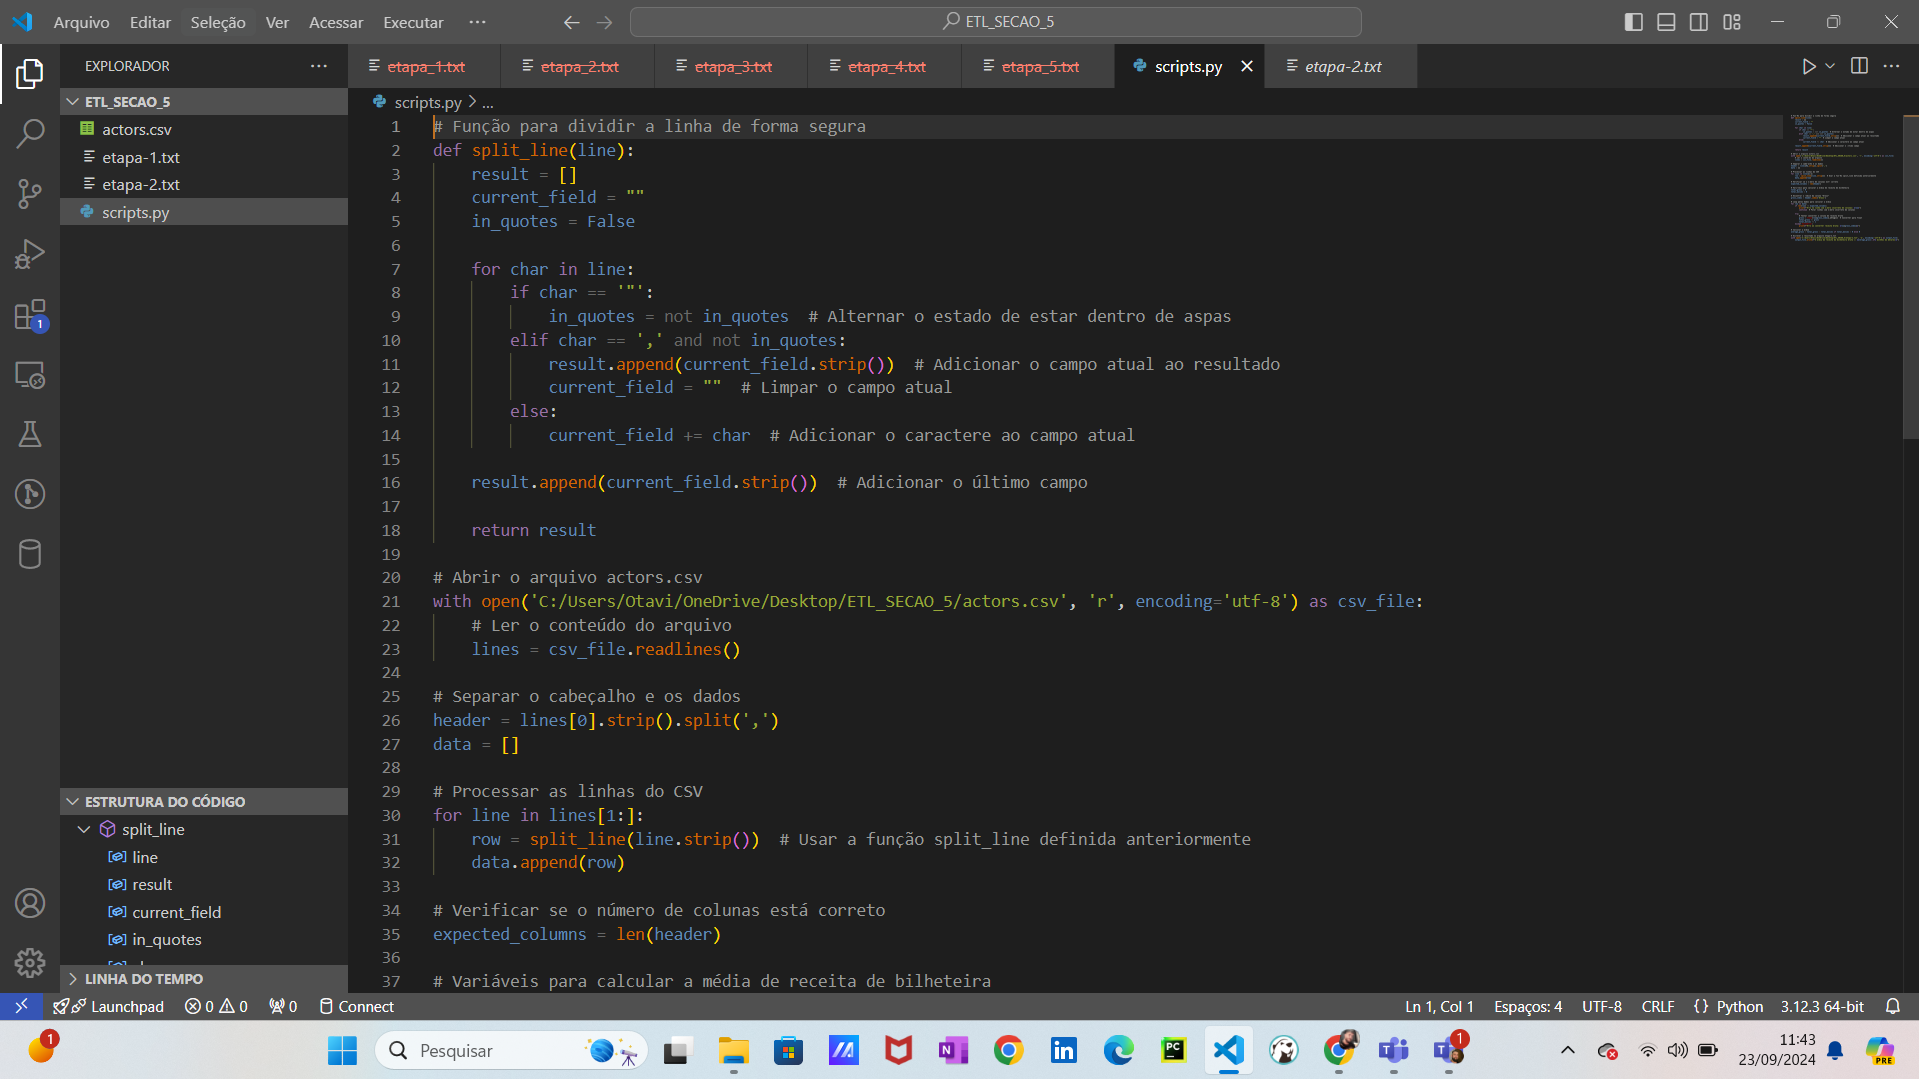 Arquivo Editar Seleção Ver Acessar Executar ··· ETL_SECAO_5
EXPLORADOR ···
etapa_1.txt etapa_2.txt etapa_3.txt etapa_4.txt etapa_5.txt scripts.py etapa-2.txt
ETL_SECAO_5
actors.csv
etapa-1.txt
etapa-2.txt
scripts.py
ESTRUTURA DO CÓDIGO
split_line
line
result
current_field
in_quotes
LINHA DO TEMPO
scripts.py > ...
1 # Função para dividir a linha de forma segura
2 def split_line(line):
3     result = []
4     current_field = ""
5     in_quotes = False
6
7     for char in line:
8         if char == '"':
9             in_quotes = not in_quotes  # Alternar o estado de estar dentro de aspas
10         elif char == ',' and not in_quotes:
11             result.append(current_field.strip())  # Adicionar o campo atual ao resultado
12             current_field = ""  # Limpar o campo atual
13         else:
14             current_field += char  # Adicionar o caractere ao campo atual
15
16     result.append(current_field.strip())  # Adicionar o último campo
17
18     return result
19
20 # Abrir o arquivo actors.csv
21 with open('C:/Users/Otavi/OneDrive/Desktop/ETL_SECAO_5/actors.csv', 'r', encoding='utf-8') as csv_file:
22     # Ler o conteúdo do arquivo
23     lines = csv_file.readlines()
24
25 # Separar o cabeçalho e os dados
26 header = lines[0].strip().split(',')
27 data = []
28
29 # Processar as linhas do CSV
30 for line in lines[1:]:
31     row = split_line(line.strip())  # Usar a função split_line definida anteriormente
32     data.append(row)
33
34 # Verificar se o número de colunas está correto
35 expected_columns = len(header)
36
37 # Variáveis para calcular a média de receita de bilheteira
1
Launchpad 0 0 0 Connect Ln 1, Col 1 Espaços: 4 UTF-8 CRLF {} Python 3.12.3 64-bit
1 Pesquisar PC 1 11:43 PRE
23/09/2024